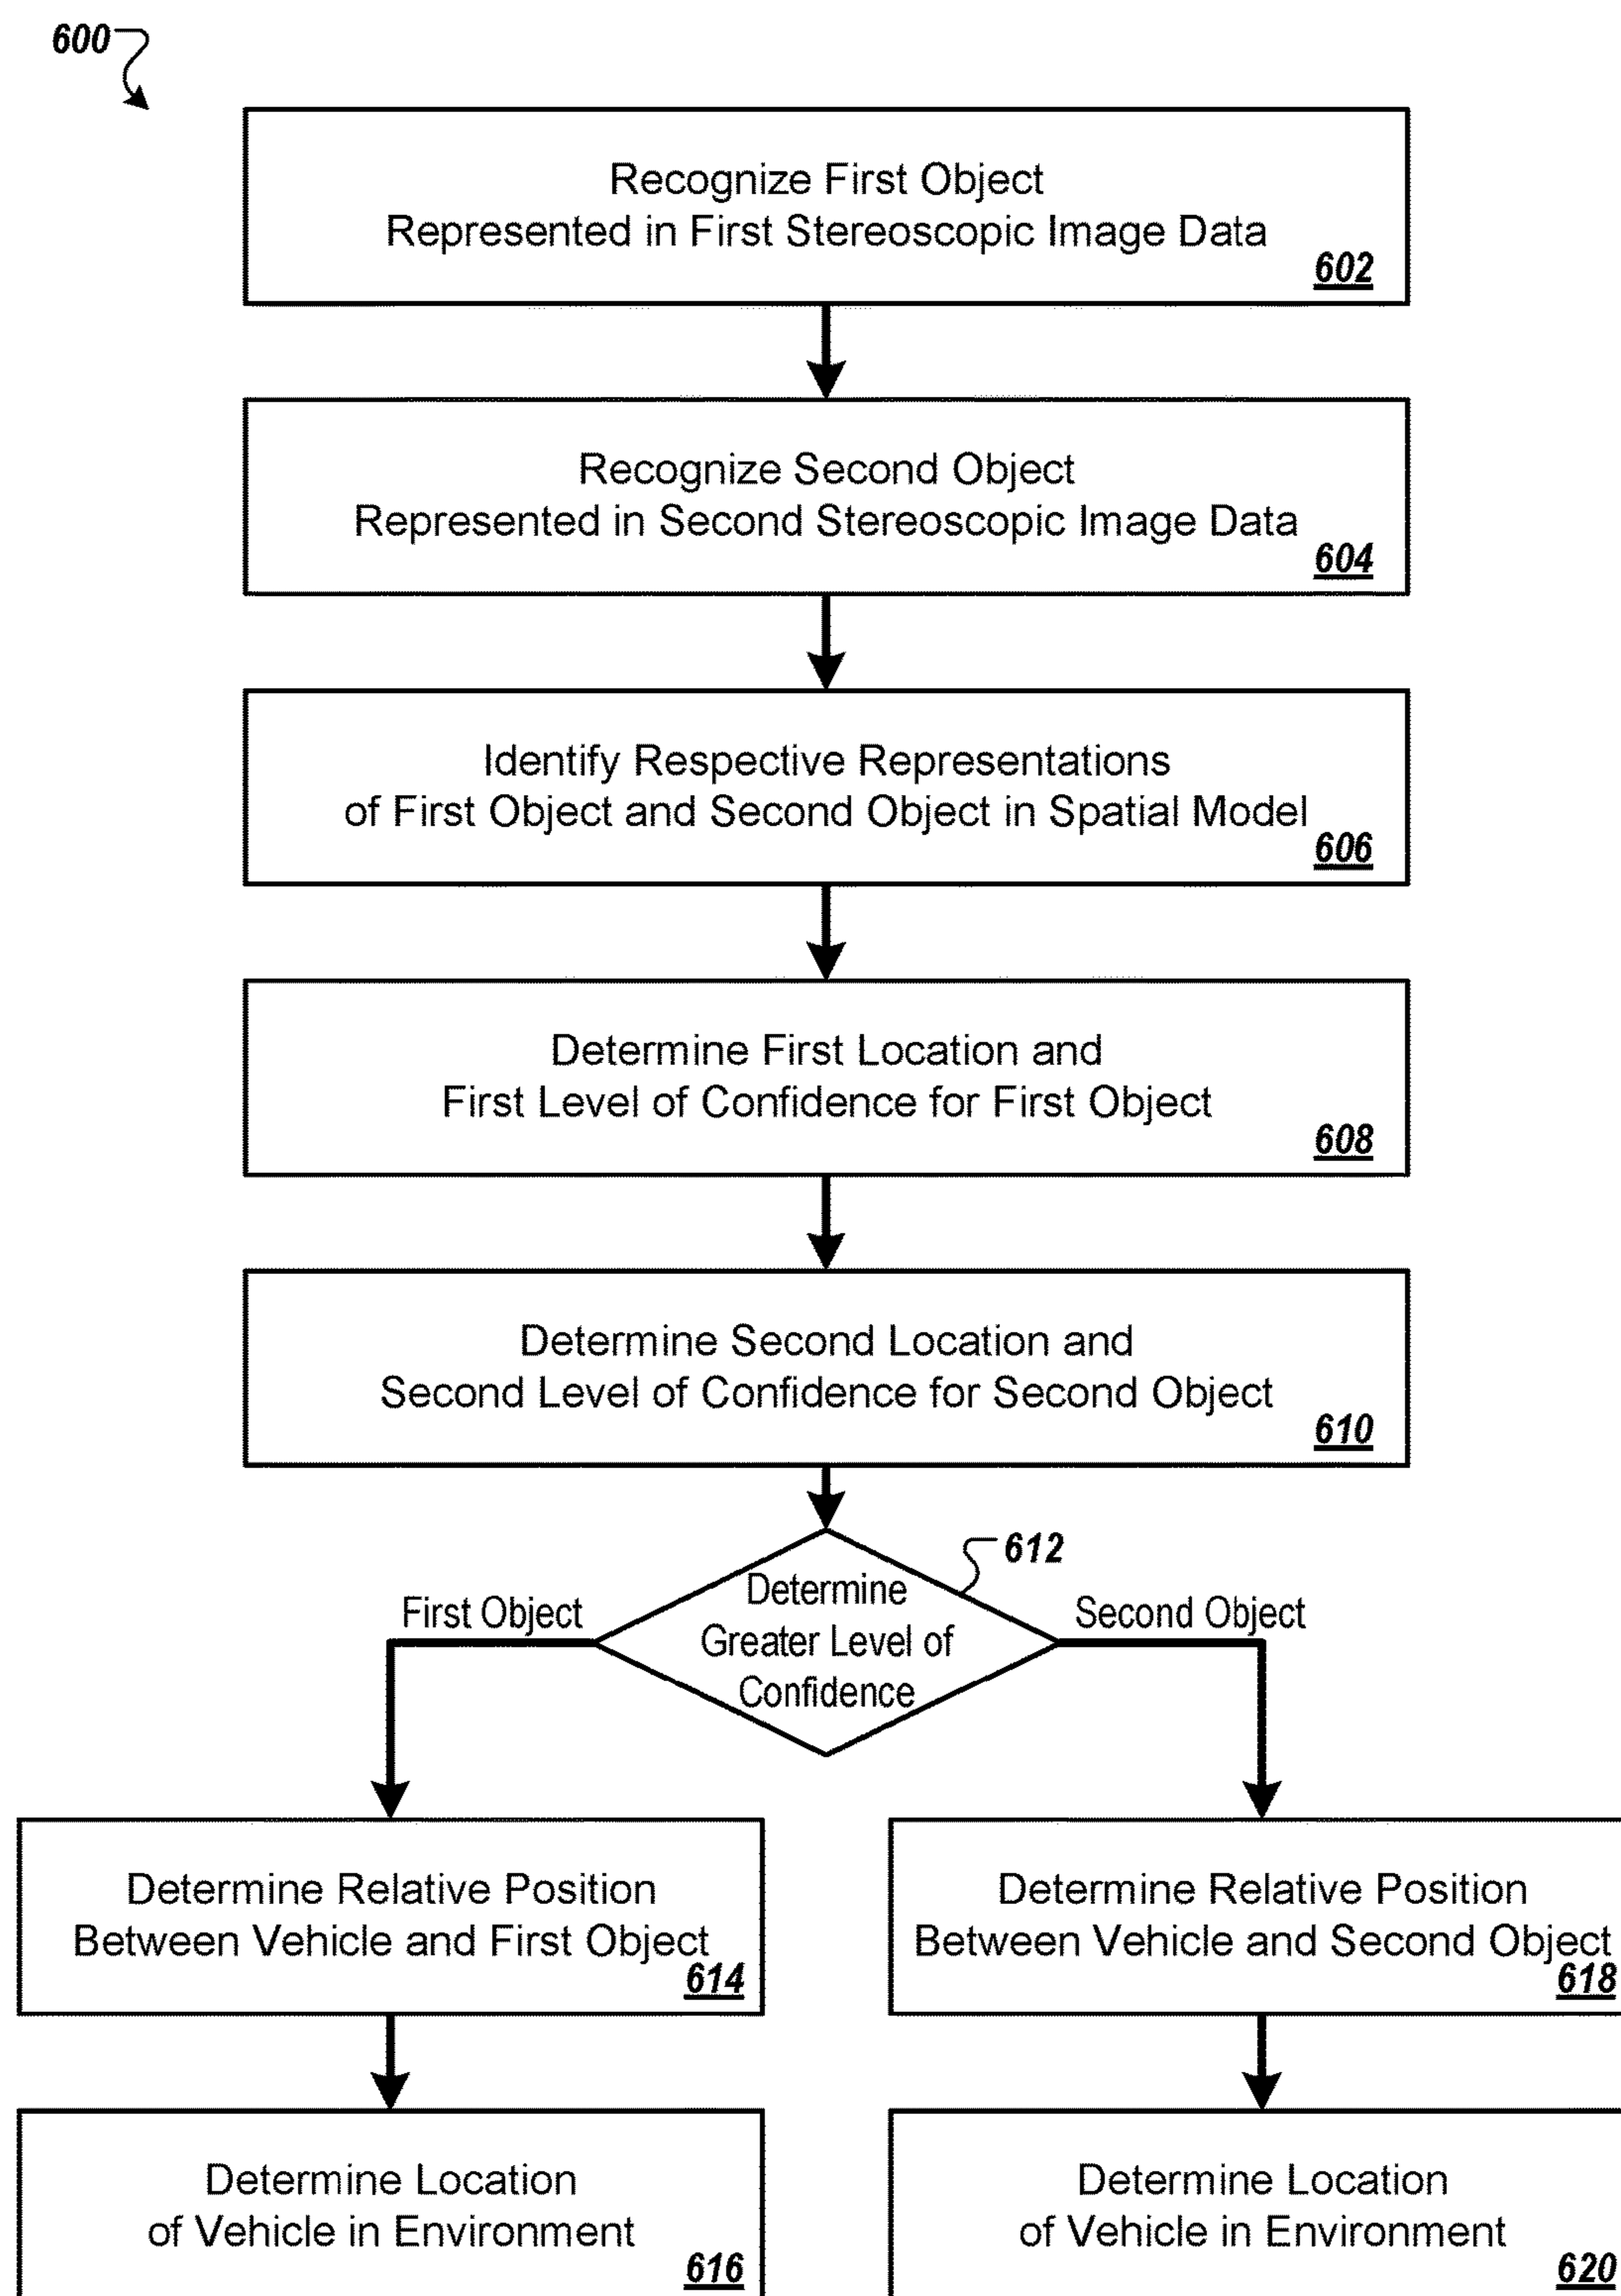 600
Recognize First Object
Represented in First Stereoscopic Image Data
602
Recognize Second Object
Represented in Second Stereoscopic Image Data
604
Identify Respective Representations
of First Object and Second Object in Spatial Model
606
Determine First Location and
First Level of Confidence for First Object
608
Determine Second Location and
Second Level of Confidence for Second Object
610
612
Determine
Greater Level of
Confidence
First Object
Second Object
Determine Relative Position
Between Vehicle and First Object
614
Determine Relative Position
Between Vehicle and Second Object
618
Determine Location
of Vehicle in Environment
616
Determine Location
of Vehicle in Environment
620